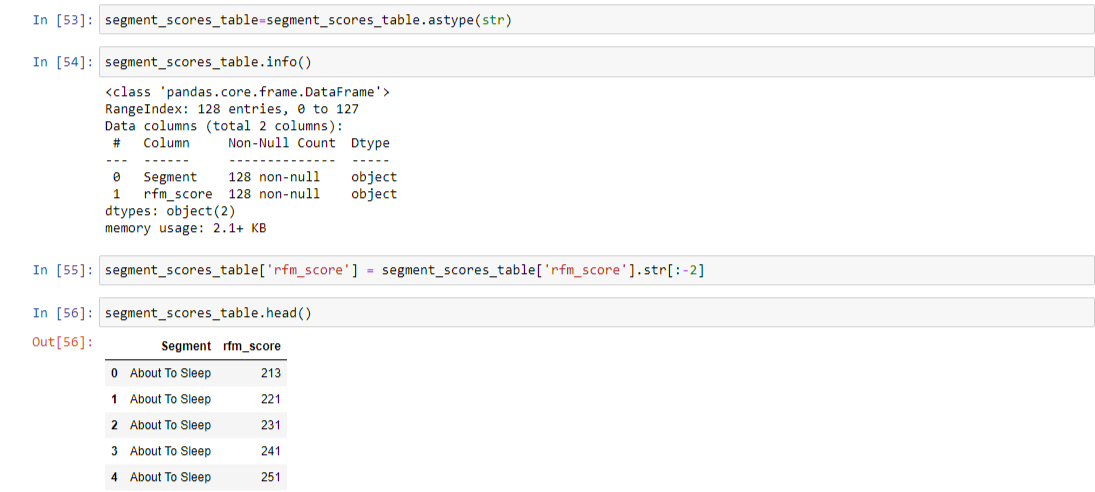 In [53]: segment_scores_table=segment_scores_table.astype(str)
In [54]: segment_scores_table.info()
<class 'pandas.core.frame.DataFrame'>
RangeIndex: 128 entries, 0 to 127
Data columns (total 2 columns):
 #   Column     Non-Null Count  Dtype
---  ------     --------------  -----
 0   Segment    128 non-null    object
 1   rfm_score  128 non-null    object
dtypes: object(2)
memory usage: 2.1+ KB
In [55]: segment_scores_table['rfm_score'] = segment_scores_table['rfm_score'].str[:-2]
In [56]: segment_scores_table.head()
Out[56]:
Segment rfm_score
0 About To Sleep 213
1 About To Sleep 221
2 About To Sleep 231
3 About To Sleep 241
4 About To Sleep 251